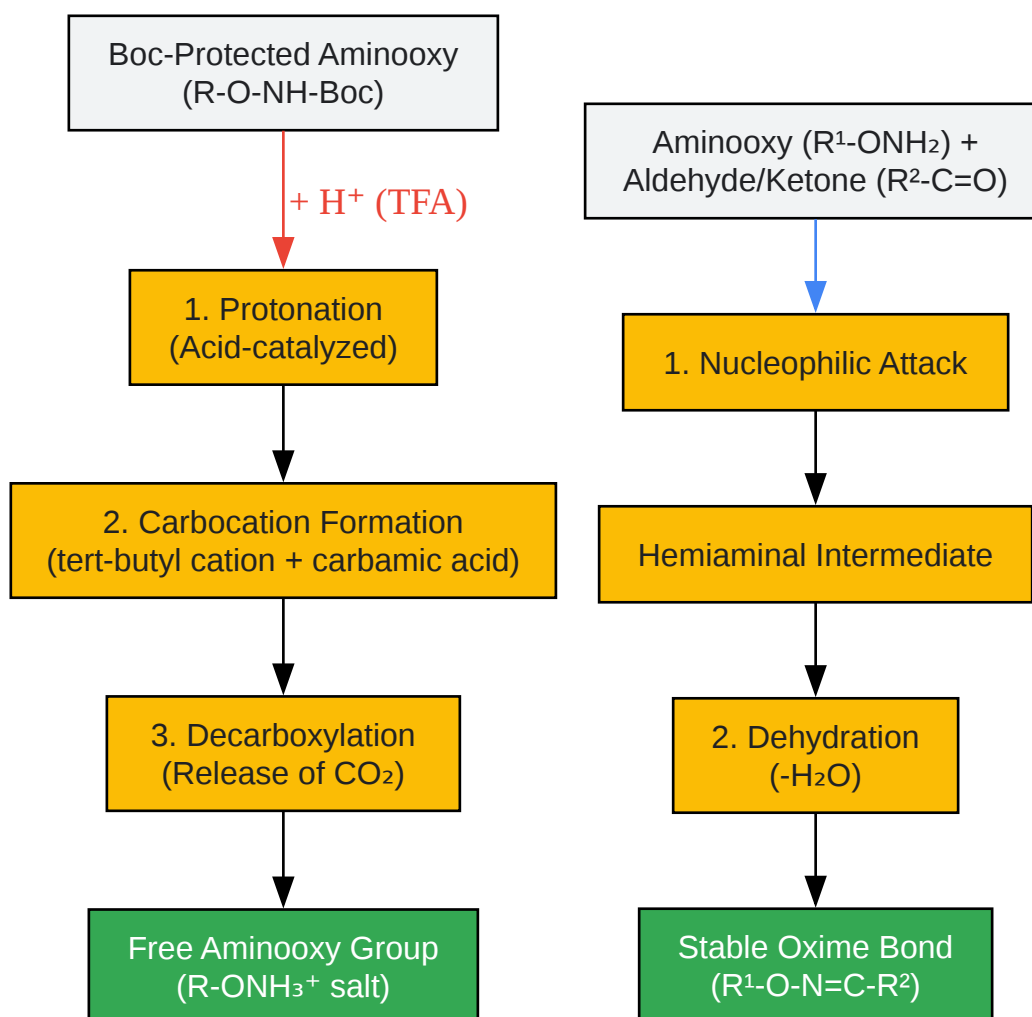 Boc-Protected Aminooxy
(R-O-NH-Boc)
+ H⁺ (TFA)
1. Protonation
(Acid-catalyzed)
2. Carbocation Formation
(tert-butyl cation + carbamic acid)
3. Decarboxylation
(Release of CO₂)
Free Aminooxy Group
(R-ONH₃⁺ salt)
Aminooxy (R¹-ONH₂) +
Aldehyde/Ketone (R²-C=O)
1. Nucleophilic Attack
Hemiaminal Intermediate
2. Dehydration
(-H₂O)
Stable Oxime Bond
(R¹-O-N=C-R²)